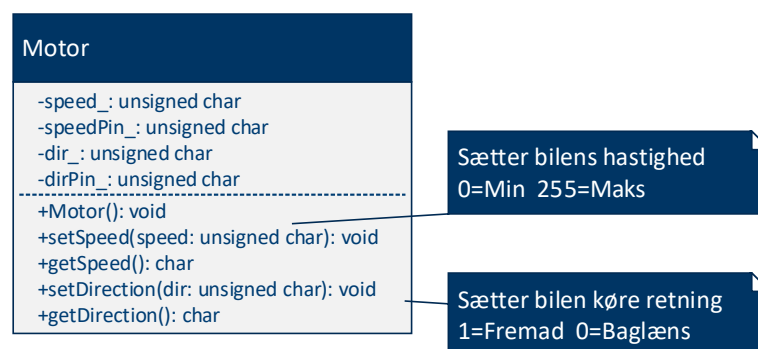 Motor
-speed_: unsigned char
-speedPin_: unsigned char
-dir_: unsigned char
-dirPin_: unsigned char
+Motor(): void
+setSpeed(speed: unsigned char): void
+getSpeed(): char
+setDirection(dir: unsigned char): void
+getDirection(): char
Sætter bilens hastighed
0=Min 255=Maks
Sætter bilen køre retning
1=Fremad 0=Baglæns